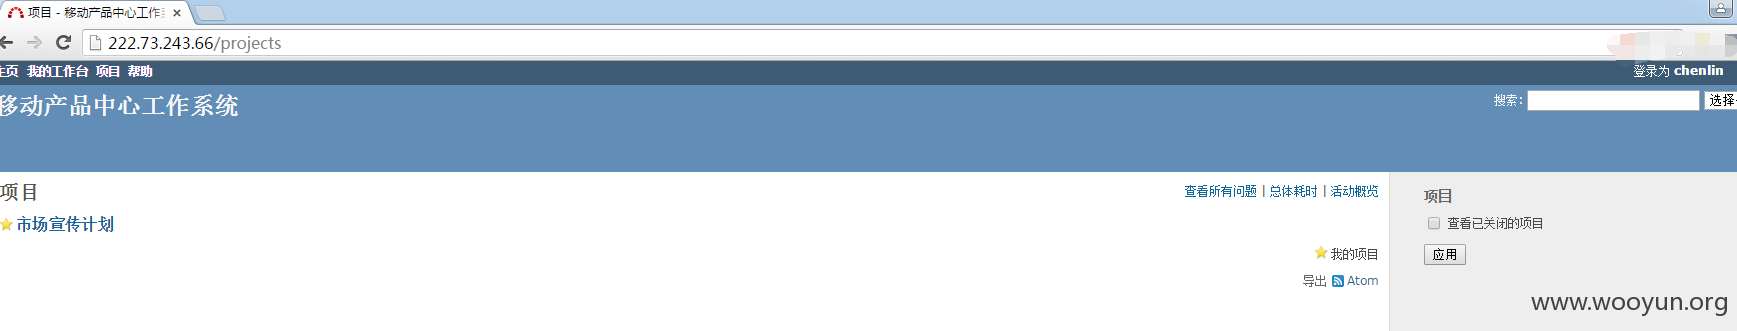 项目 - 移动产品中心工作
222.73.243.66/projects
主页 我的工作台 项目 帮助
登录为 chenlin
移动产品中心工作系统
搜索:
选择
项目
查看所有问题 | 总体耗时 | 活动概览
市场宣传计划
我的项目
导出 Atom
项目
查看已关闭的项目
应用
www.wooyun.org